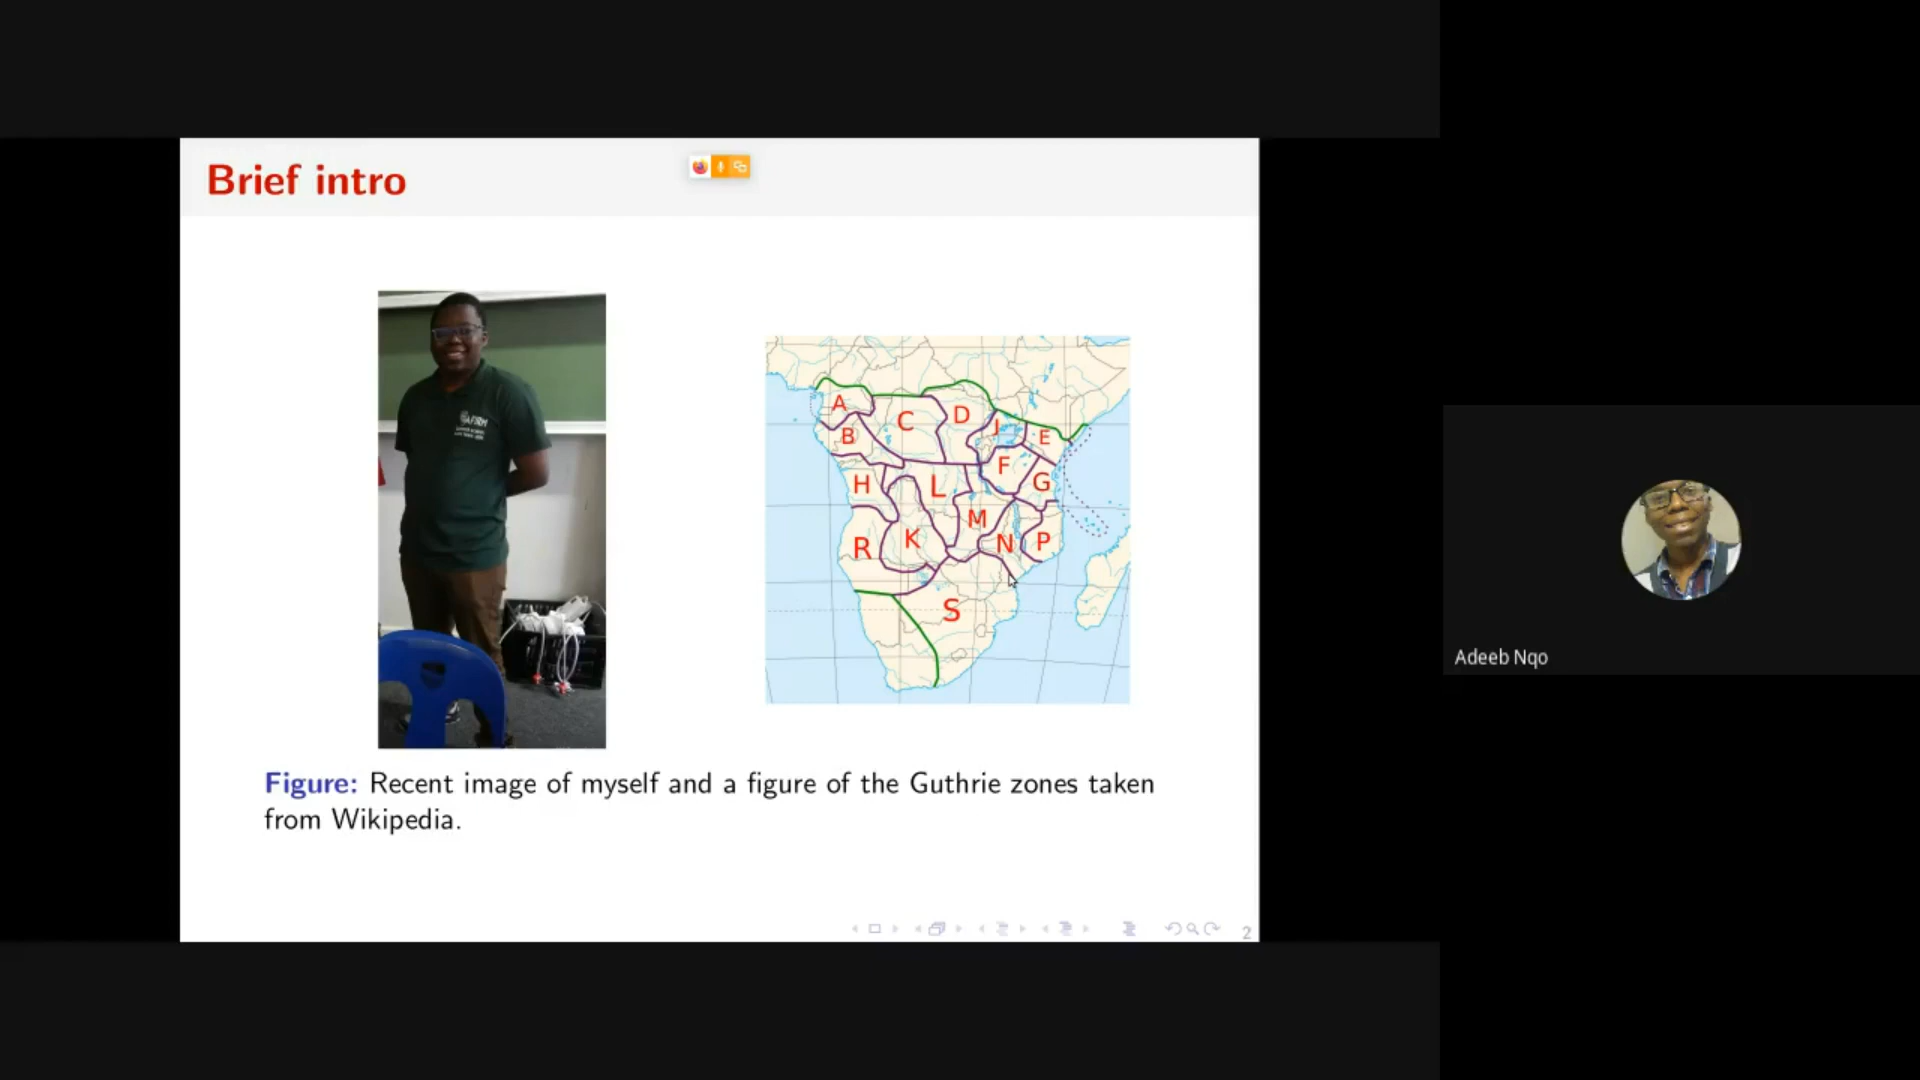 Brief intro
AFIRM
A
B
C
D
J
E
F
G
H
L
M
K
N
P
R
S
Figure: Recent image of myself and a figure of the Guthrie zones taken
from Wikipedia.
2
Adeeb Nqo